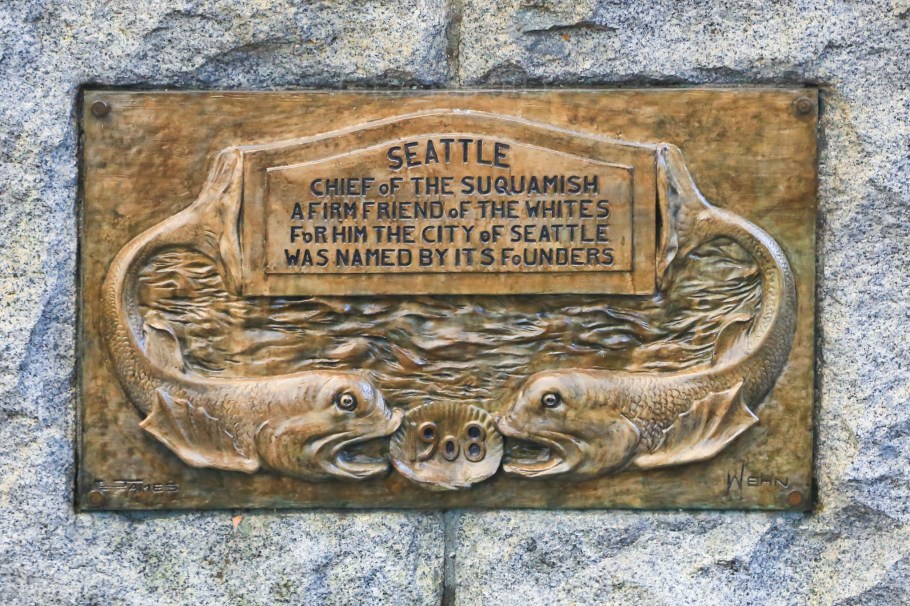 SEATTLE
CHIEF OF THE SUQUAMISH
A FIRM FRIEND OF THE WHITES
FOR HIM THE CITY OF SEATTLE
WAS NAMED BY ITS FOUNDERS
1908
JAMES
WEHN